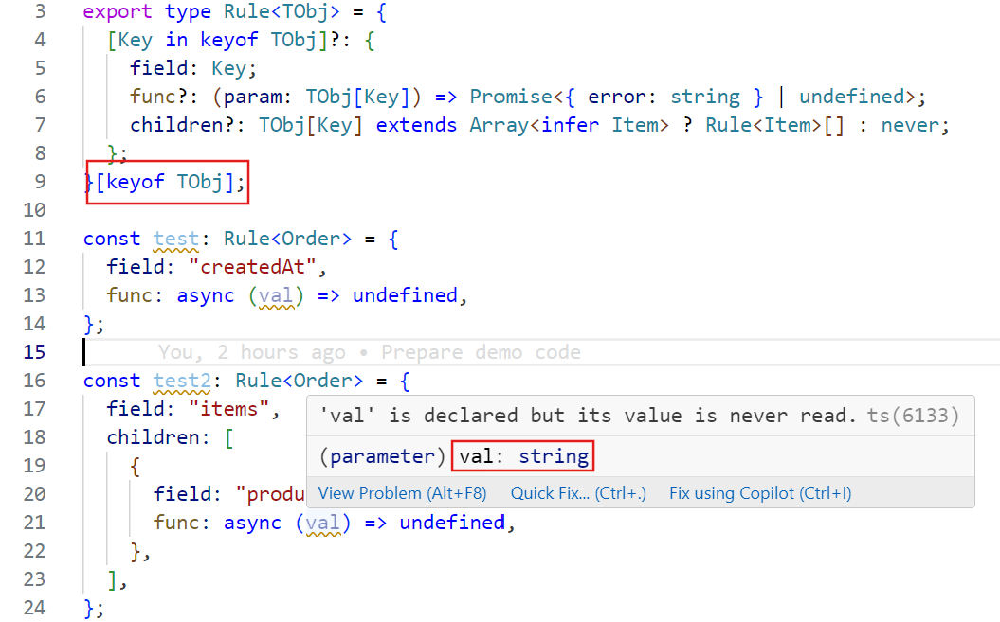 3 export type Rule<TObj> = {
4 [Key in keyof TObj]?: {
5 field: Key;
6 func?: (param: TObj[Key]) => Promise<{ error: string } | undefined>;
7 children?: TObj[Key] extends Array<infer Item> ? Rule<Item>[] : never;
8 };
9 }[keyof TObj];
10
11 const test: Rule<Order> = {
12 field: "createdAt",
13 func: async (val) => undefined,
14 };
15 You, 2 hours ago • Prepare demo code
16 const test2: Rule<Order> = {
17 field: "items",
'val' is declared but its value is never read. ts(6133)
18 children: [
(parameter) val: string
19 {
View Problem (Alt+F8) Quick Fix... (Ctrl+.) Fix using Copilot (Ctrl+I)
20 field: "produ
21 func: async (val) => undefined,
22 },
23 ],
24 };